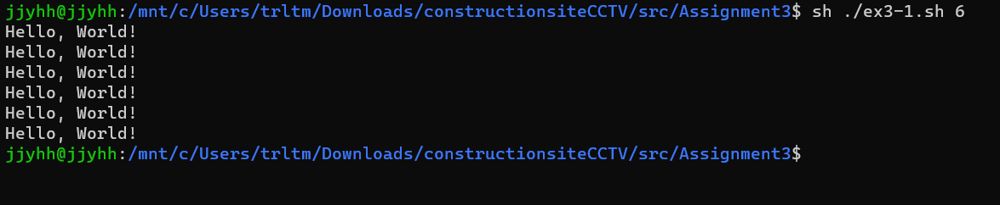 jjyhh@jjyhh:/mnt/c/Users/trltm/Downloads/constructionsiteCCTV/src/Assignment3$ sh ./ex3-1.sh 6
Hello, World!
Hello, World!
Hello, World!
Hello, World!
Hello, World!
Hello, World!
jjyhh@jjyhh:/mnt/c/Users/trltm/Downloads/constructionsiteCCTV/src/Assignment3$